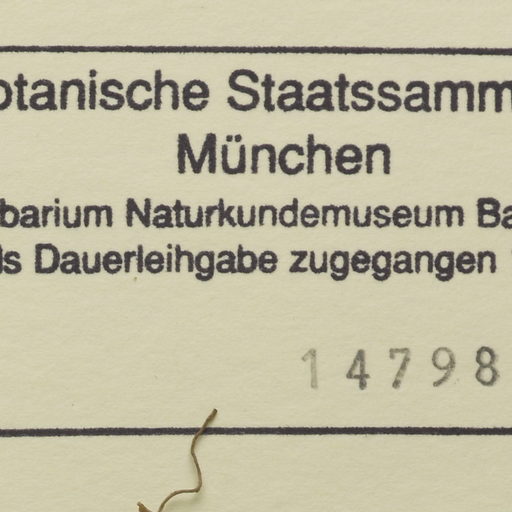 otanische Staatssamm
München
barium Naturkundemuseum Ba
ls Dauerleihgabe zugegangen
14798